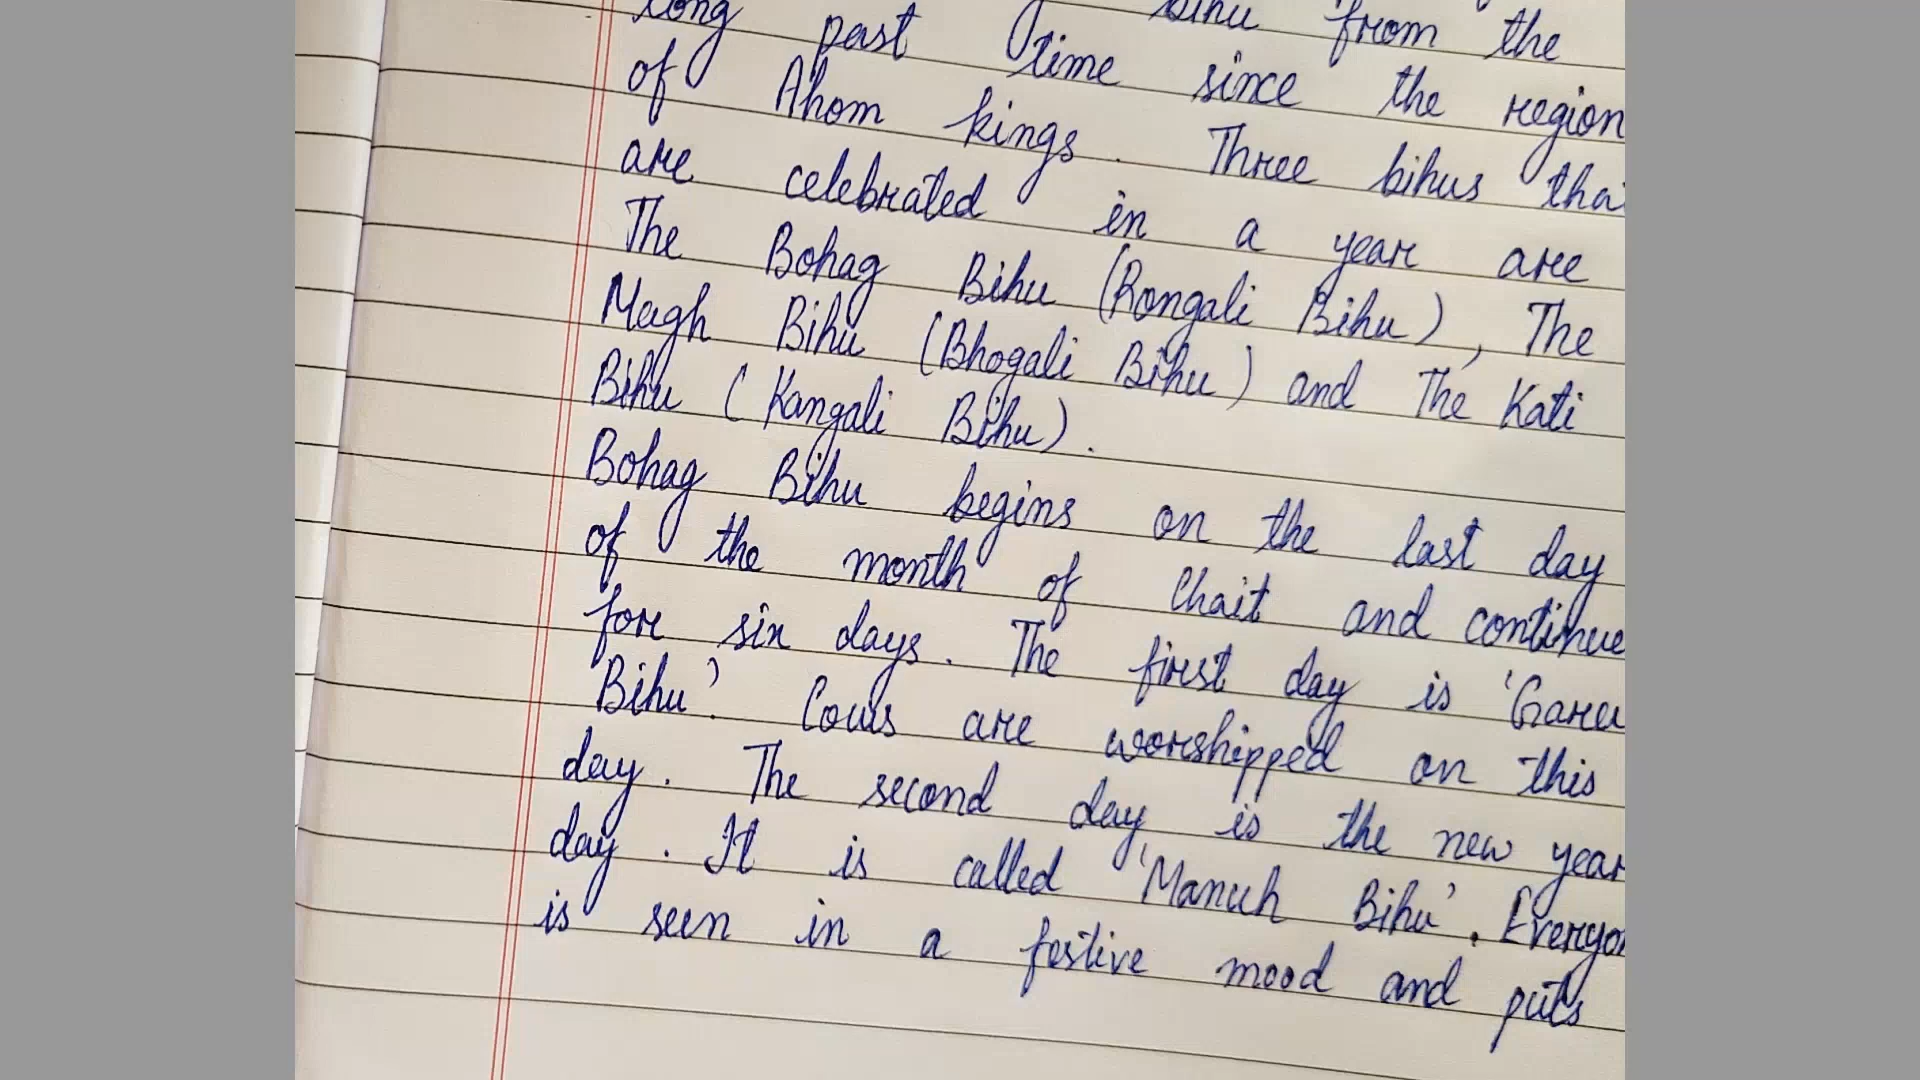 long past Bihu from the
time since the region
of Ahom kings. Three bihus
are celebrated in a year are
The Bohag Bihu (Rongali Bihu), The
Magh Bihu (Bhogali Bihu) and The Kati
Bihu (Kangali Bihu).
Bohag Bihu begins on the last day
of the month of Chait and continue
for six days. The first day is 'Garu
Bihu'. Cows are worshipped on this
day. The second day is the new year
day. It is called 'Manuh Bihu'.
is seen in a festive mood and puts